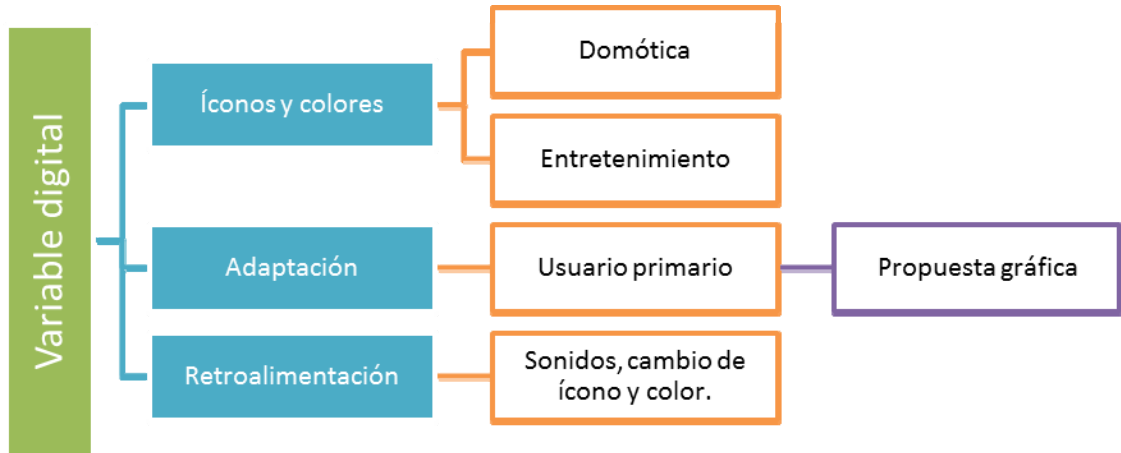 Variable digital
Íconos y colores
Domótica
Entretenimiento
Adaptación
Usuario primario
Propuesta gráfica
Retroalimentación
Sonidos, cambio de
ícono y color.